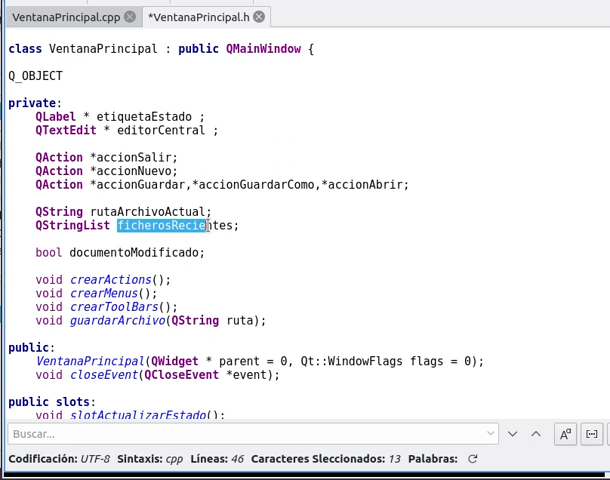 VentanaPrincipal.cpp *VentanaPrincipal.h
class VentanaPrincipal : public QMainWindow {
Q_OBJECT
private:
QLabel * etiquetaEstado ;
QTextEdit * editorCentral ;
QAction *accionSalir;
QAction *accionNuevo;
QAction *accionGuardar,*accionGuardarComo,*accionAbrir;
QString rutaArchivoActual;
QStringList ficherosRecientes;
bool documentoModificado;
void crearActions();
void crearMenus();
void crearToolBars();
void guardarArchivo(QString ruta);
public:
VentanaPrincipal(QWidget * parent = 0, Qt::WindowFlags flags = 0);
void closeEvent(QCloseEvent *event);
public slots:
void slotActualizarEstado();
Buscar...
Codificación: UTF-8 Sintaxis: cpp Líneas: 46 Caracteres Sleccionados: 13 Palabras: